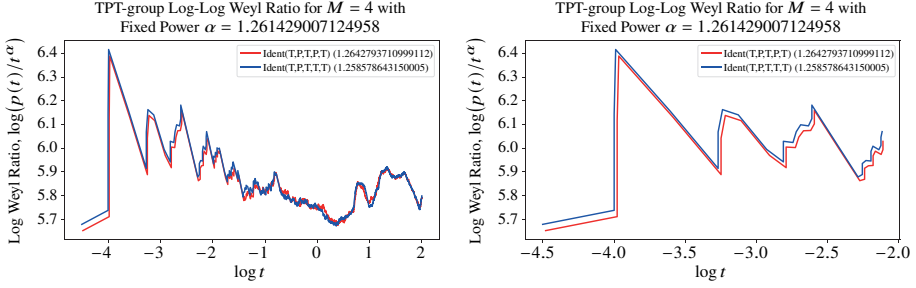 TPT-group Log-Log Weyl Ratio for M = 4 with
Fixed Power α = 1.261429007124958
Log Weyl Ratio, log(p(t)/t^α)
6.4
6.3
6.2
6.1
6.0
5.9
5.8
5.7
Ident(T,P,T,P,T) (1.2642793710999112)
Ident(T,P,T,T,T) (1.258578643150005)
−4
−3
−2
−1
0
1
2
log t
TPT-group Log-Log Weyl Ratio for M = 4 with
Fixed Power α = 1.261429007124958
Log Weyl Ratio, log(p(t)/t^α)
6.4
6.3
6.2
6.1
6.0
5.9
5.8
5.7
Ident(T,P,T,P,T) (1.2642793710999112)
Ident(T,P,T,T,T) (1.258578643150005)
−4.5
−4.0
−3.5
−3.0
−2.5
−2.0
log t